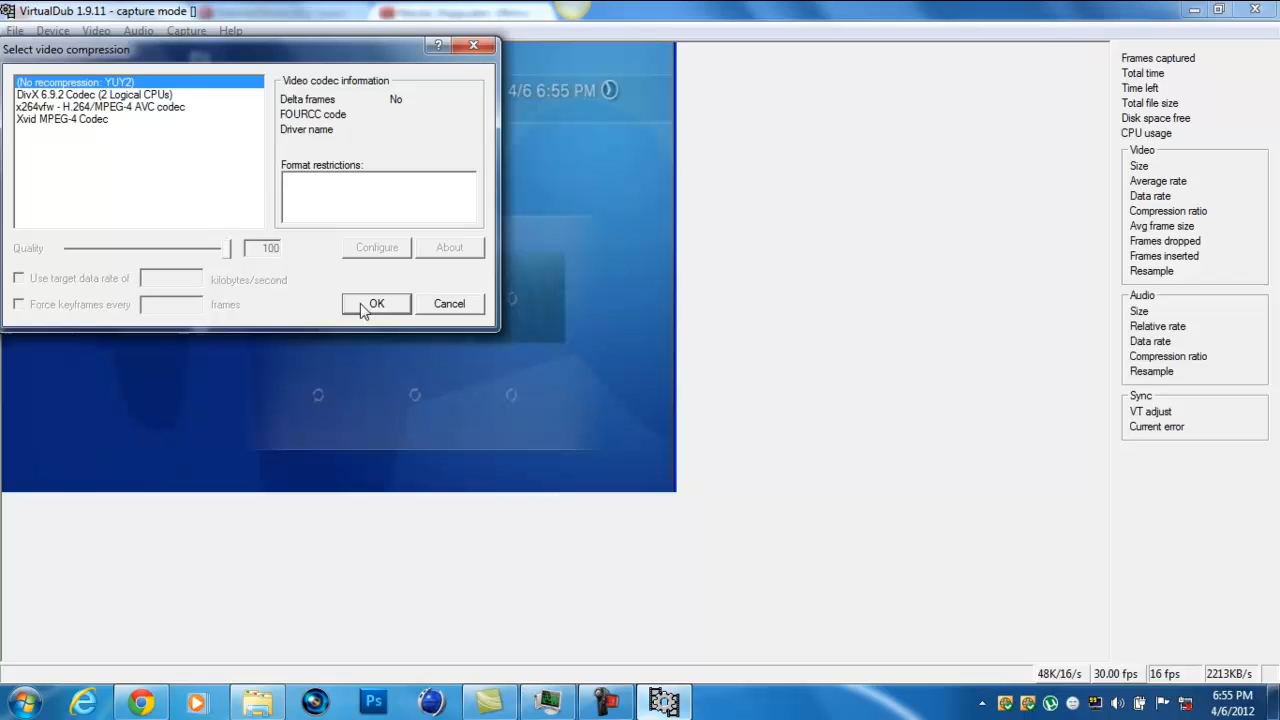 VirtualDub 1.9.11 - capture mode []
File Device Video Audio Capture Help
Select video compression
(No recompression: YUY2)
DivX 6.9.2 Codec (2 Logical CPUs)
x264vfw - H.264/MPEG-4 AVC codec
Xvid MPEG-4 Codec
Video codec information
Delta frames No
FOURCC code
Driver name
Format restrictions:
Quality 100
Configure About
Use target data rate of kilobytes/second
Force keyframes every frames
OK Cancel
4/6 6:55 PM
Frames captured
Total time
Time left
Total file size
Disk space free
CPU usage
Video
Size
Average rate
Data rate
Compression ratio
Avg frame size
Frames dropped
Frames inserted
Resample
Audio
Size
Relative rate
Data rate
Compression ratio
Resample
Sync
VT adjust
Current error
48K/16/s 30.00 fps 16 fps 2213KB/s
Ps
6:55 PM
4/6/2012